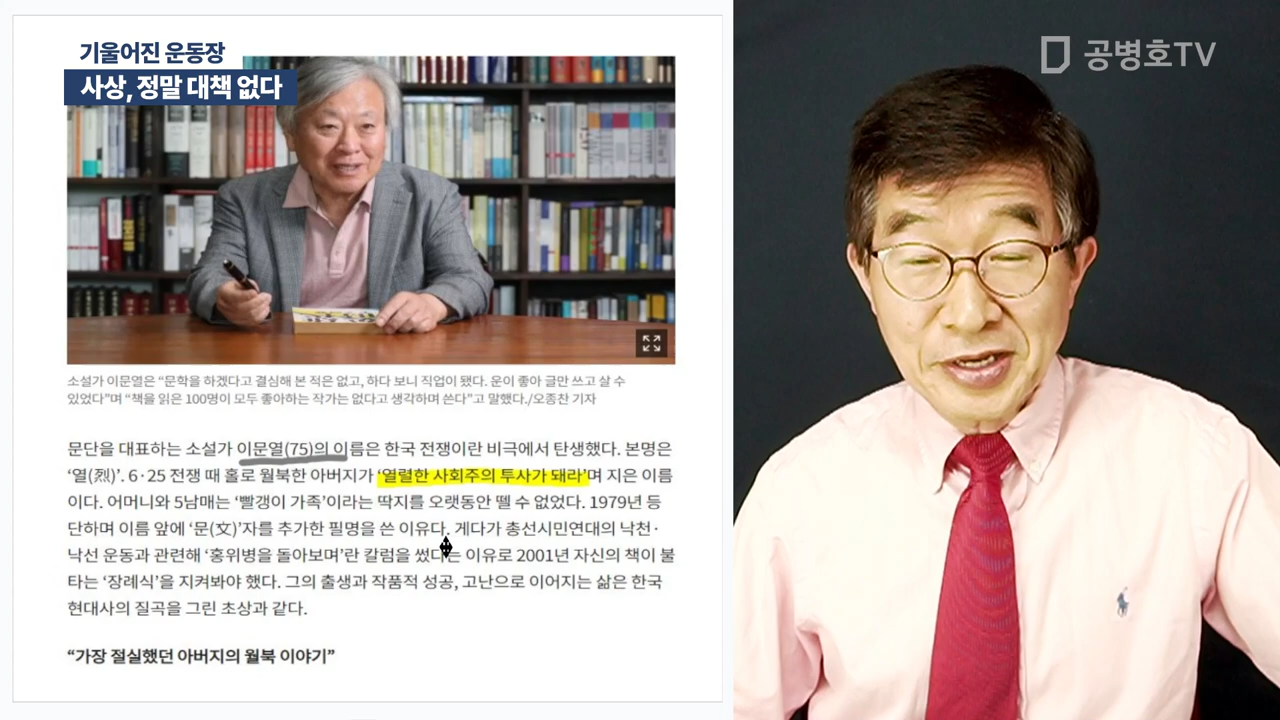 기울어진 운동장
사상, 정말 대책 없다
공병호TV
소설가 이문열은 “문학을 하겠다고 결심해 본 적은 없고, 하다 보니 직업이 됐다. 운이 좋아 글만 쓰고 살 수
있었다”며 “책을 읽은 100명이 모두 좋아하는 작가는 없다고 생각하며 쓴다”고 말했다./오종찬 기자
문단을 대표하는 소설가 이문열(75)의 이름은 한국 전쟁이란 비극에서 탄생했다. 본명은
‘열(烈)’. 6·25 전쟁 때 홀로 월북한 아버지가 ‘열렬한 사회주의 투사가 돼라’며 지은 이름
이다. 어머니와 5남매는 ‘빨갱이 가족’이라는 딱지를 오랫동안 뗄 수 없었다. 1979년 등
단하며 이름 앞에 ‘문(文)’자를 추가한 필명을 쓴 이유다. 게다가 총선시민연대의 낙천·
낙선 운동과 관련해 ‘홍위병을 돌아보며’란 칼럼을 썼다는 이유로 2001년 자신의 책이 불
타는 ‘장례식’을 지켜봐야 했다. 그의 출생과 작품적 성공, 고난으로 이어지는 삶은 한국
현대사의 질곡을 그린 초상과 같다.
“가장 절실했던 아버지의 월북 이야기”